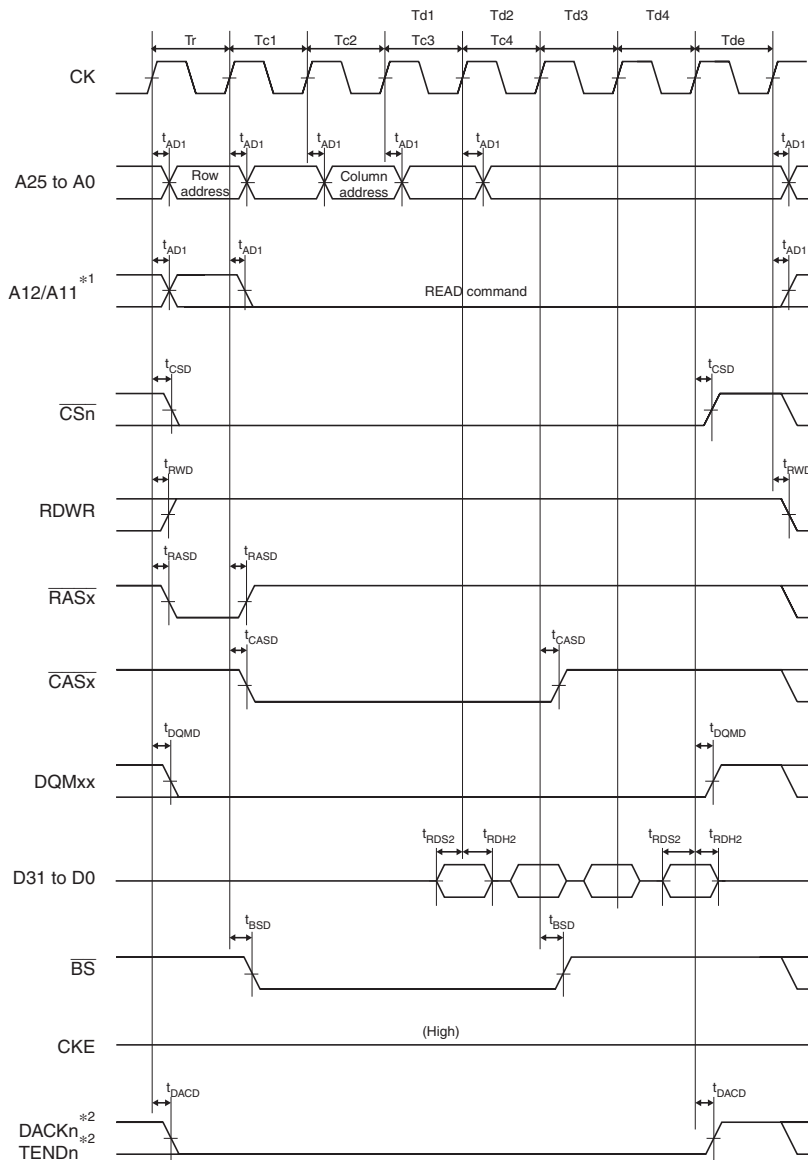 Td1 Td2 Td3 Td4
Tr Tc1 Tc2 Tc3 Tc4 Tde
CK
tAD1 tAD1 tAD1 tAD1 tAD1 tAD1
A25 to A0
Row address
Column address
tAD1 tAD1 tAD1
A12/A11 *1
READ command
tCSD tCSD
CSn
tRWD tRWD
RDWR
tRASD tRASD
RASx
tCASD tCASD
CASx
tDQMD tDQMD
DQMxx
tRDS2 tRDH2 tRDS2 tRDH2
D31 to D0
tBSD tBSD
BS
(High)
CKE
tDACD tDACD
DACKn *2
TENDn *2